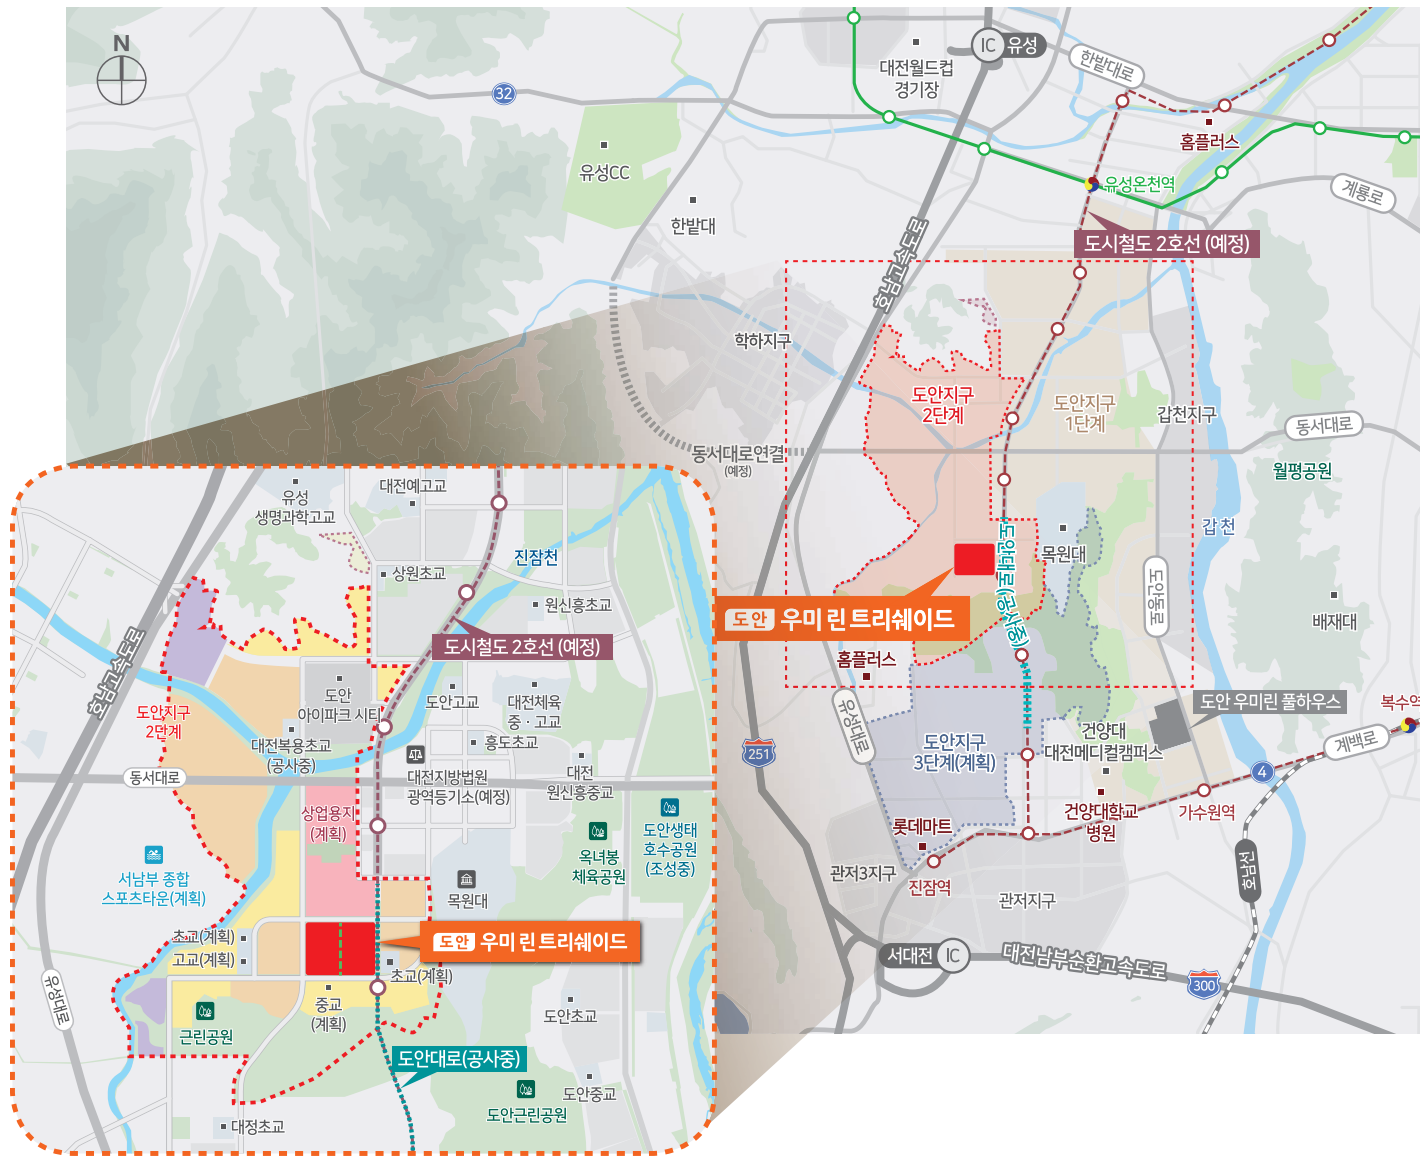 N
IC 유성
대전월드컵
경기장
한밭대로
32
홈플러스
유성CC
유성온천역
계룡로
한밭대
호남고속도로
도시철도 2호선 (예정)
학하지구
도안지구
2단계
도안지구
1단계
갑천지구
동서대로
동서대로연결
(예정)
월평공원
갑 천
목원대
도안대로(공사중)
도안동로
배재대
도안 우미 린 트리쉐이드
홈플러스
유성대로
도안 우미린 풀하우스
복수역
건양대
대전메디컬캠퍼스
도안지구
3단계(계획)
계백로
251
4
건양대학교
병원
가수원역
롯데마트
관저3지구
진잠역
관저지구
호남선
서대전 IC
대전남부순환고속도로
300
유성
생명과학고교
대전예고교
진잠천
상원초교
원신흥초교
도시철도 2호선 (예정)
호남고속도로
도안
아이파크 시티
도안고교
대전체육
중·고교
도안지구
2단계
대전복용초교
(공사중)
흥도초교
동서대로
대전지방법원
광역등기소(예정)
대전
원신흥중교
상업용지
(계획)
도안생태
호수공원
(조성중)
옥녀봉
체육공원
서남부 종합
스포츠타운(계획)
목원대
초교(계획)
고교(계획)
도안 우미 린 트리쉐이드
초교(계획)
유성대로
중교
(계획)
근린공원
도안초교
도안대로(공사중)
도안중교
도안근린공원
대정초교